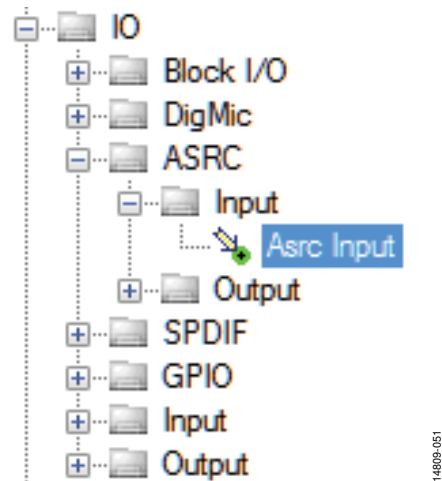 IO
Block I/O
DigMic
ASRC
Input
Asrc Input
Output
SPDIF
GPIO
Input
Output
14809-051